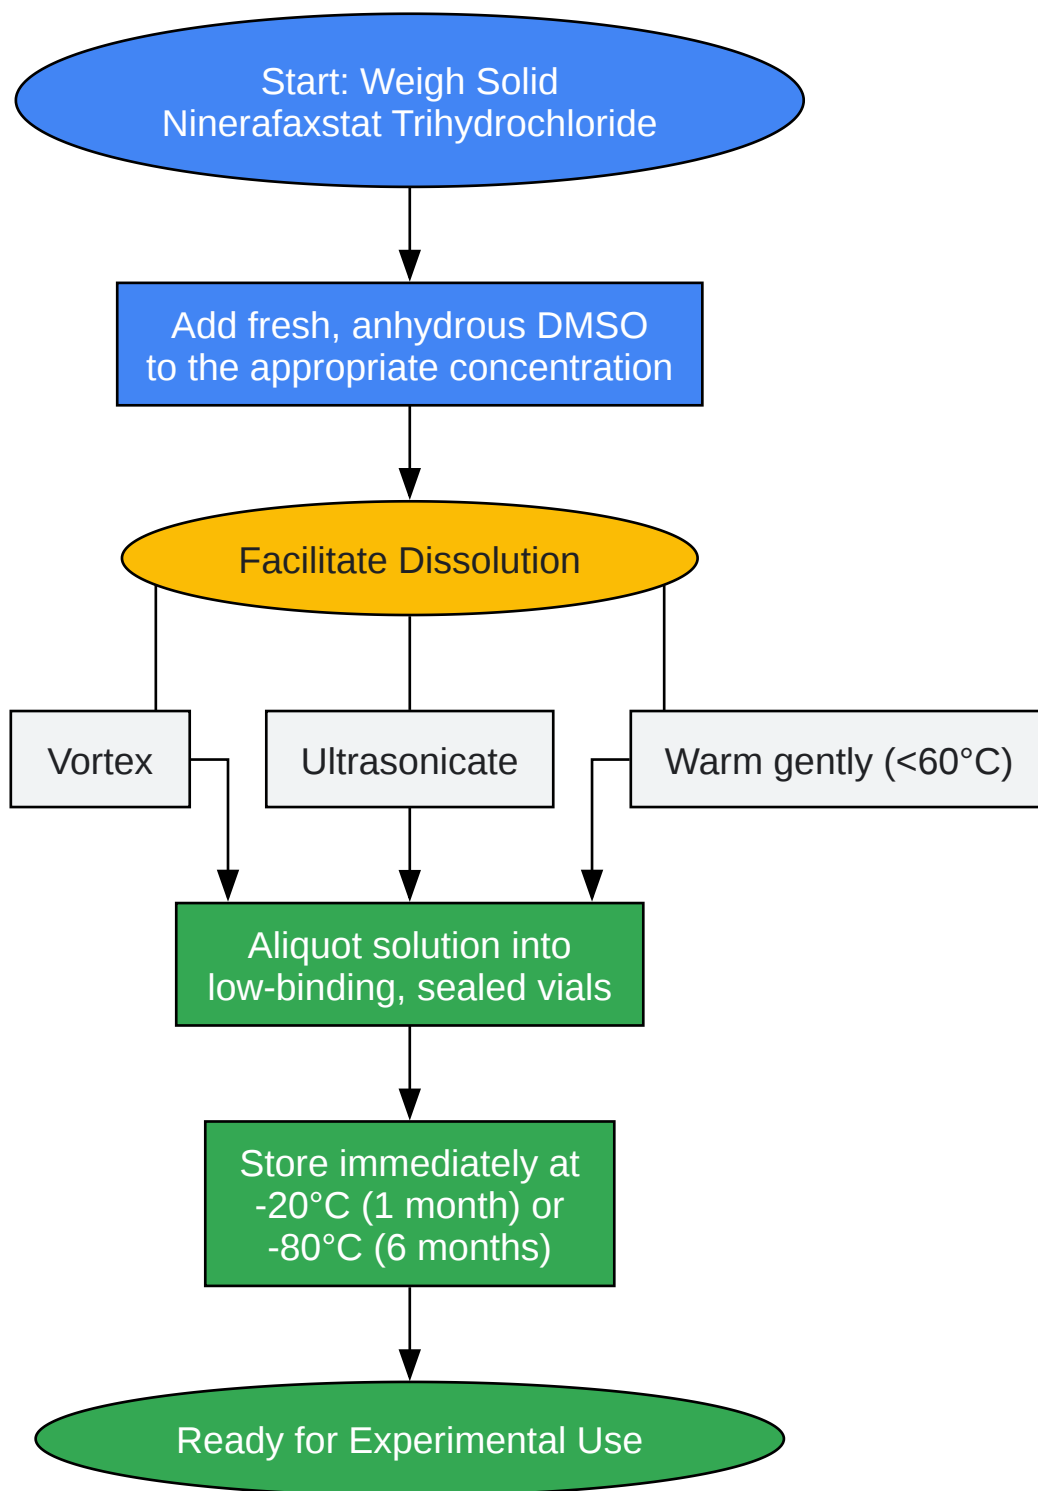 Start: Weigh Solid
Ninerafaxstat Trihydrochloride
Add fresh, anhydrous DMSO
to the appropriate concentration
Facilitate Dissolution
Vortex
Ultrasonicate
Warm gently (<60°C)
Aliquot solution into
low-binding, sealed vials
Store immediately at
-20°C (1 month) or
-80°C (6 months)
Ready for Experimental Use